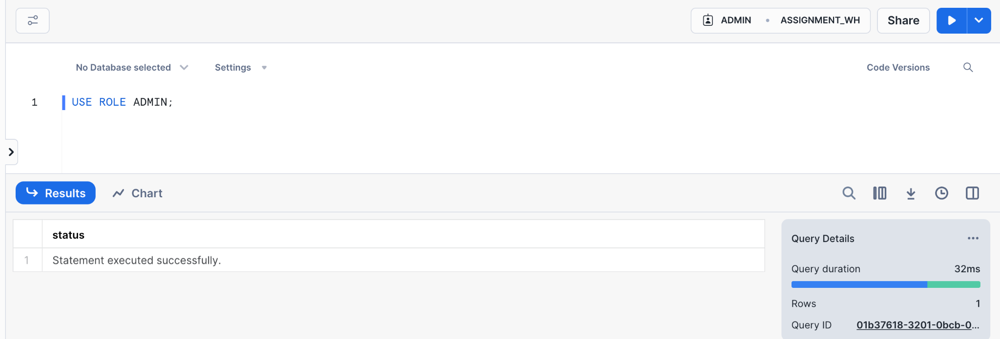 ADMIN • ASSIGNMENT_WH Share
No Database selected Settings Code Versions
1 USE ROLE ADMIN;
Results Chart
status
1 Statement executed successfully.
Query Details
Query duration 32ms
Rows 1
Query ID 01b37618-3201-0bcb-0...